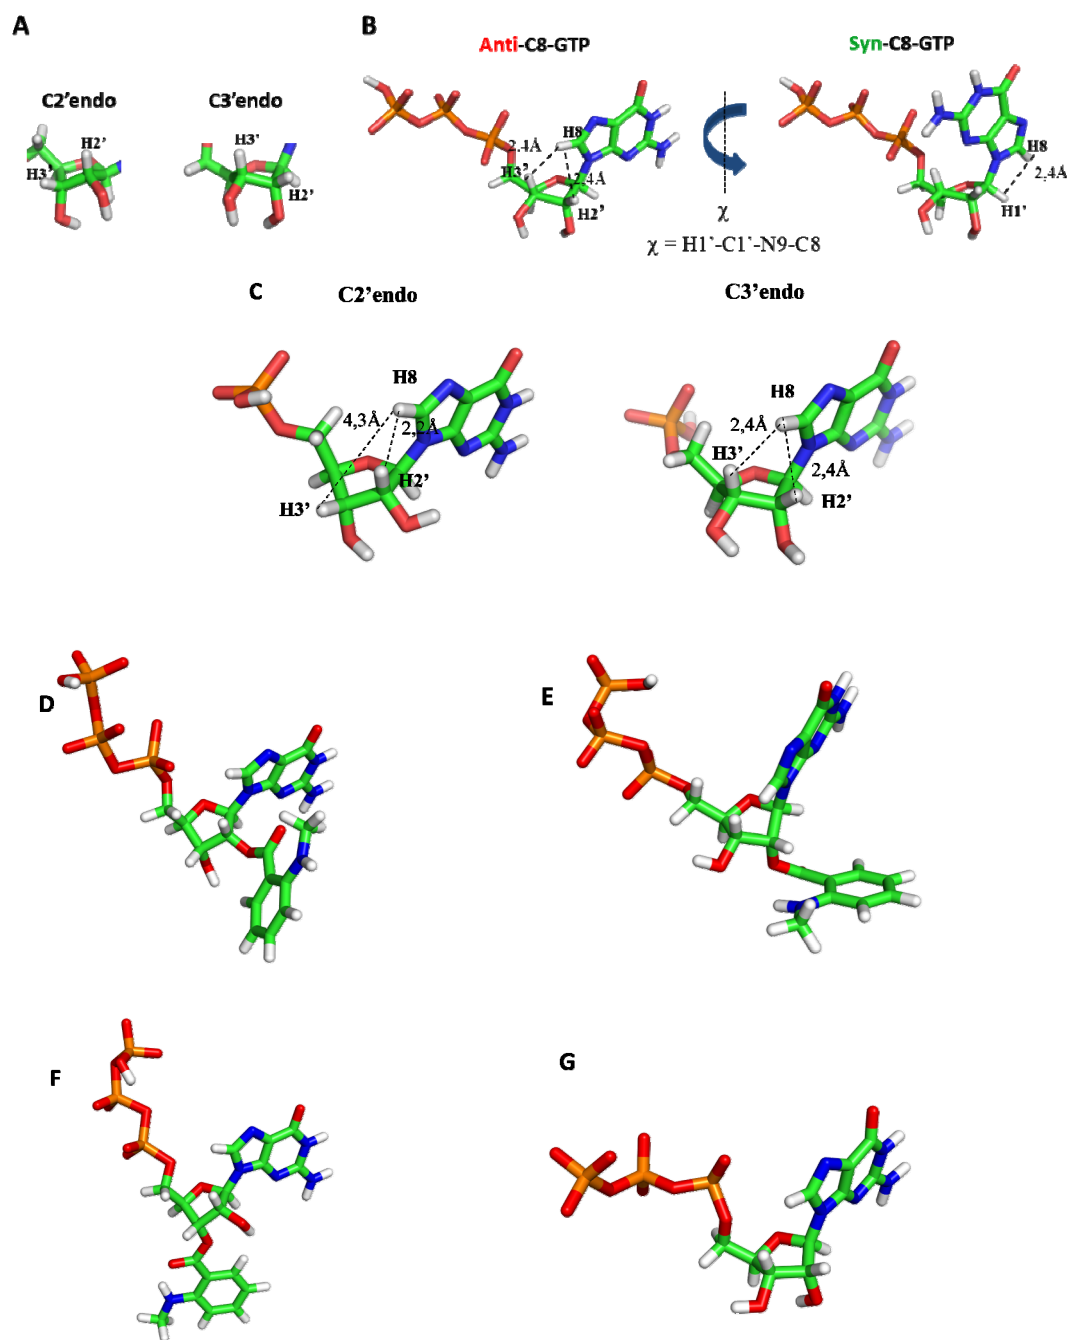 A
B
Anti-C8-GTP
Syn-C8-GTP
C2'endo
C3'endo
H2'
H3'
H3'
H2'
H8
2,4Å
H3'
2,4Å
H2'
χ
χ = H1`-C1`-N9-C8
H8
2,4Å
H1'
C
C2'endo
C3'endo
H8
4,3Å
2,2Å
H2'
H3'
H8
2,4Å
H3'
2,4Å
H2'
D
E
F
G